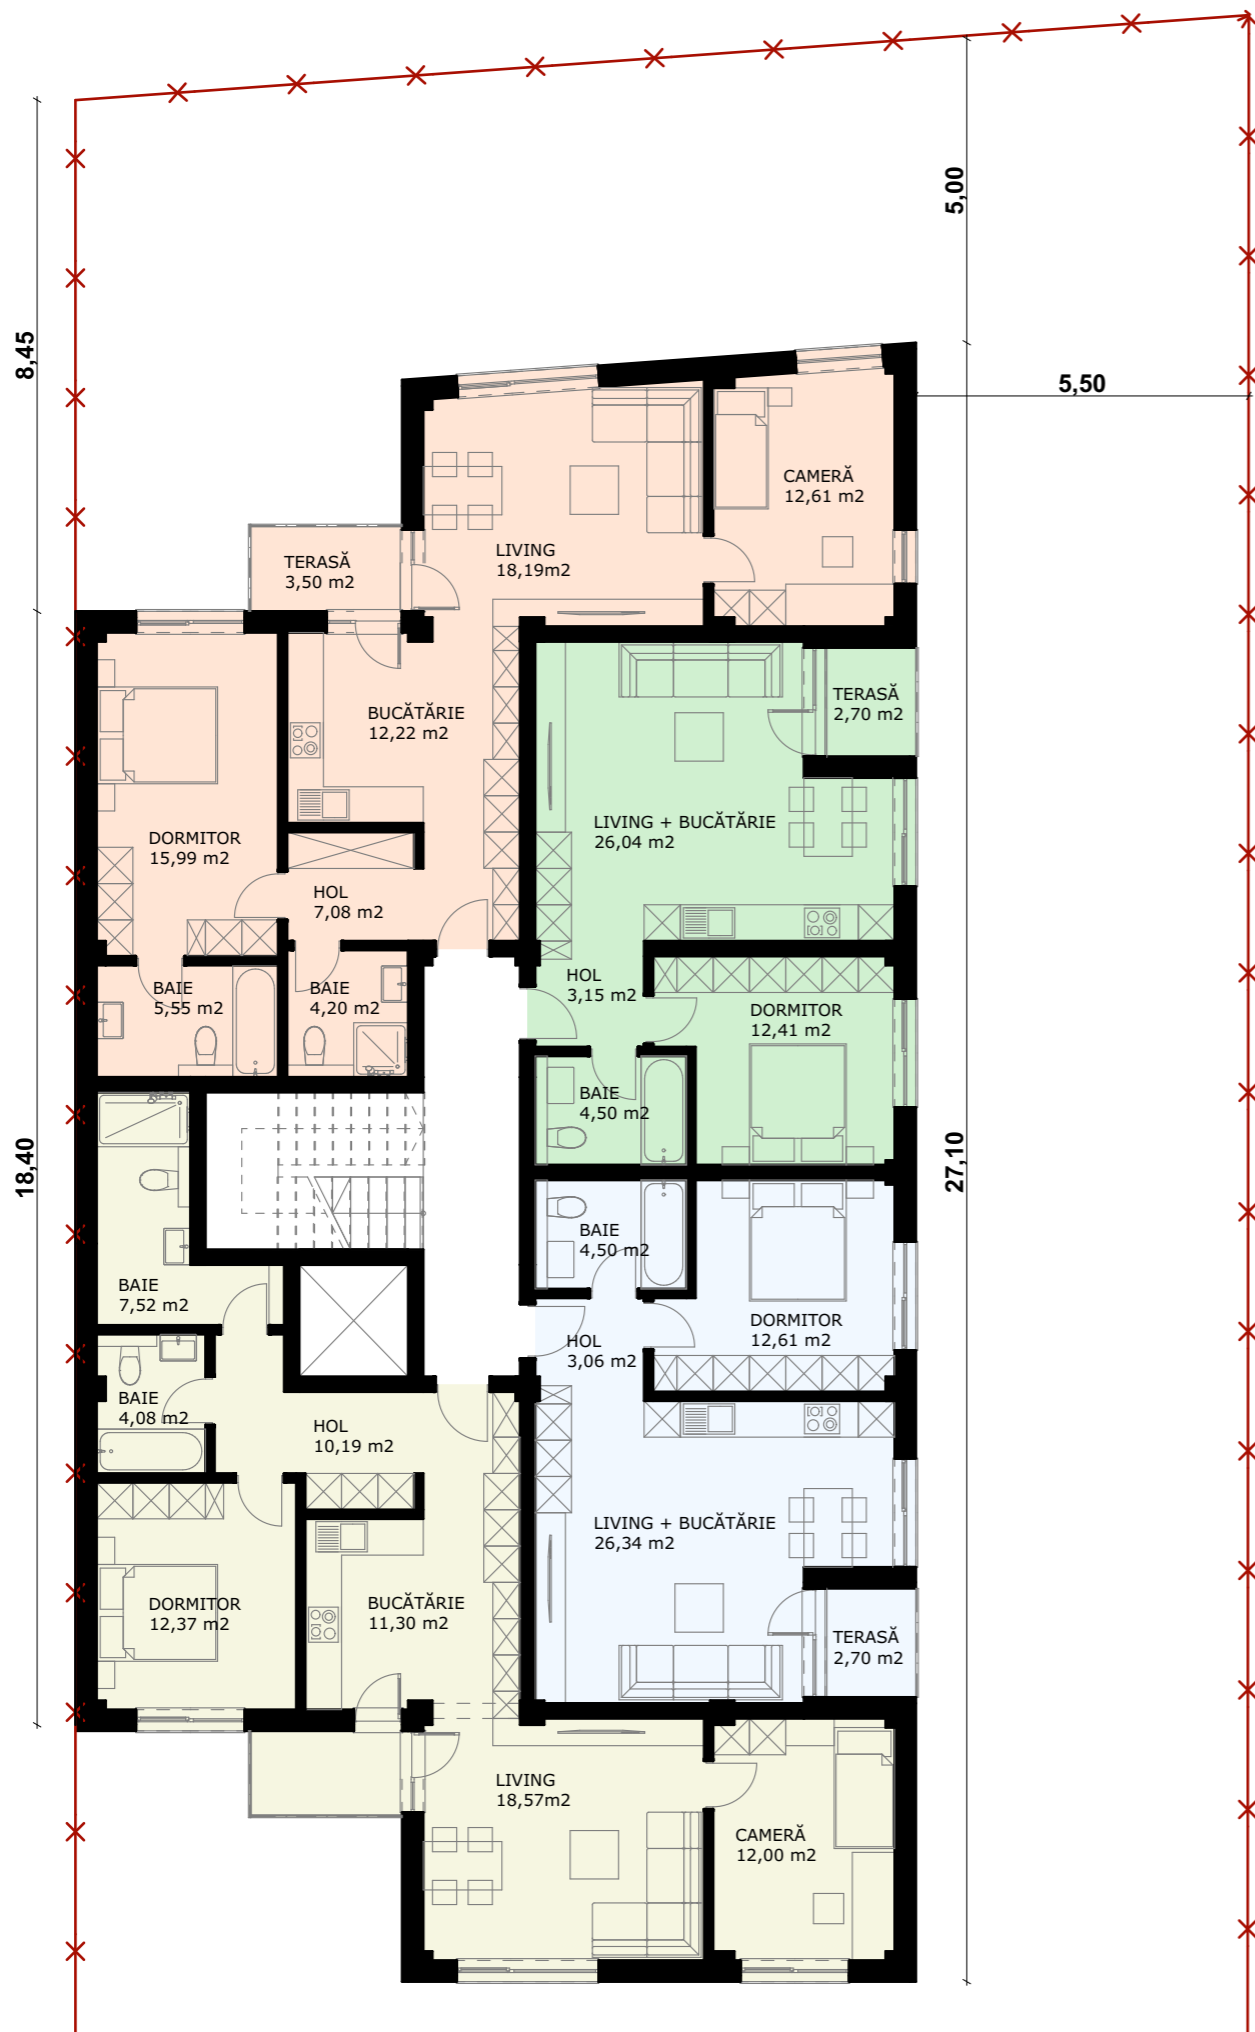 5,00
8,45
5,50
CAMERĂ
12,61 m2
LIVING
18,19m2
TERASĂ
3,50 m2
TERASĂ
2,70 m2
BUCĂTĂRIE
12,22 m2
LIVING + BUCĂTĂRIE
26,04 m2
DORMITOR
15,99 m2
HOL
7,08 m2
HOL
3,15 m2
BAIE
5,55 m2
BAIE
4,20 m2
DORMITOR
12,41 m2
BAIE
4,50 m2
18,40
27,10
BAIE
4,50 m2
BAIE
7,52 m2
DORMITOR
12,61 m2
HOL
3,06 m2
BAIE
4,08 m2
HOL
10,19 m2
LIVING + BUCĂTĂRIE
26,34 m2
DORMITOR
12,37 m2
BUCĂTĂRIE
11,30 m2
TERASĂ
2,70 m2
LIVING
18,57m2
CAMERĂ
12,00 m2